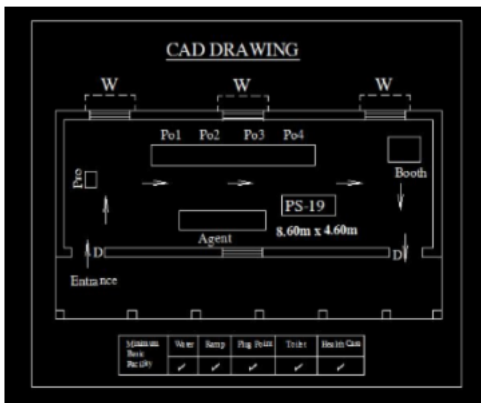 CAD DRAWING
W W W
Po1 Po2 Po3 Po4
Pro
Booth
PS-19
8.60m x 4.60m
Agent
D D
Entrance
Minimum Basic Facility Water Ramp Plug Point Toilet Health Care
✓ ✓ ✓ ✓ ✓